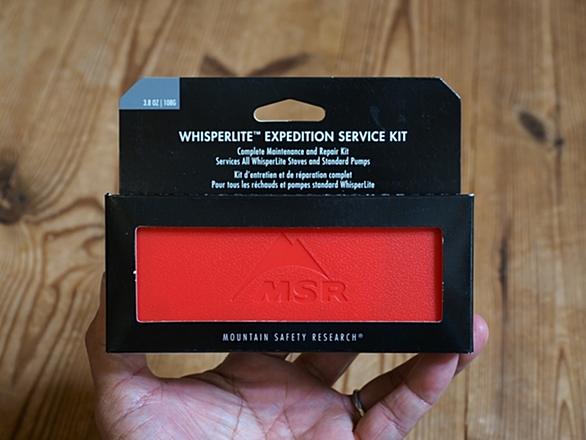 3.8 OZ | 108G
WHISPERLITE™ EXPEDITION SERVICE KIT
Complete Maintenance and Repair Kit
Services All WhisperLite Stoves and Standard Pumps
Kit d'entretien et de réparation complet
Pour tous les réchauds et pompes standard WhisperLite
MSR
MOUNTAIN SAFETY RESEARCH®